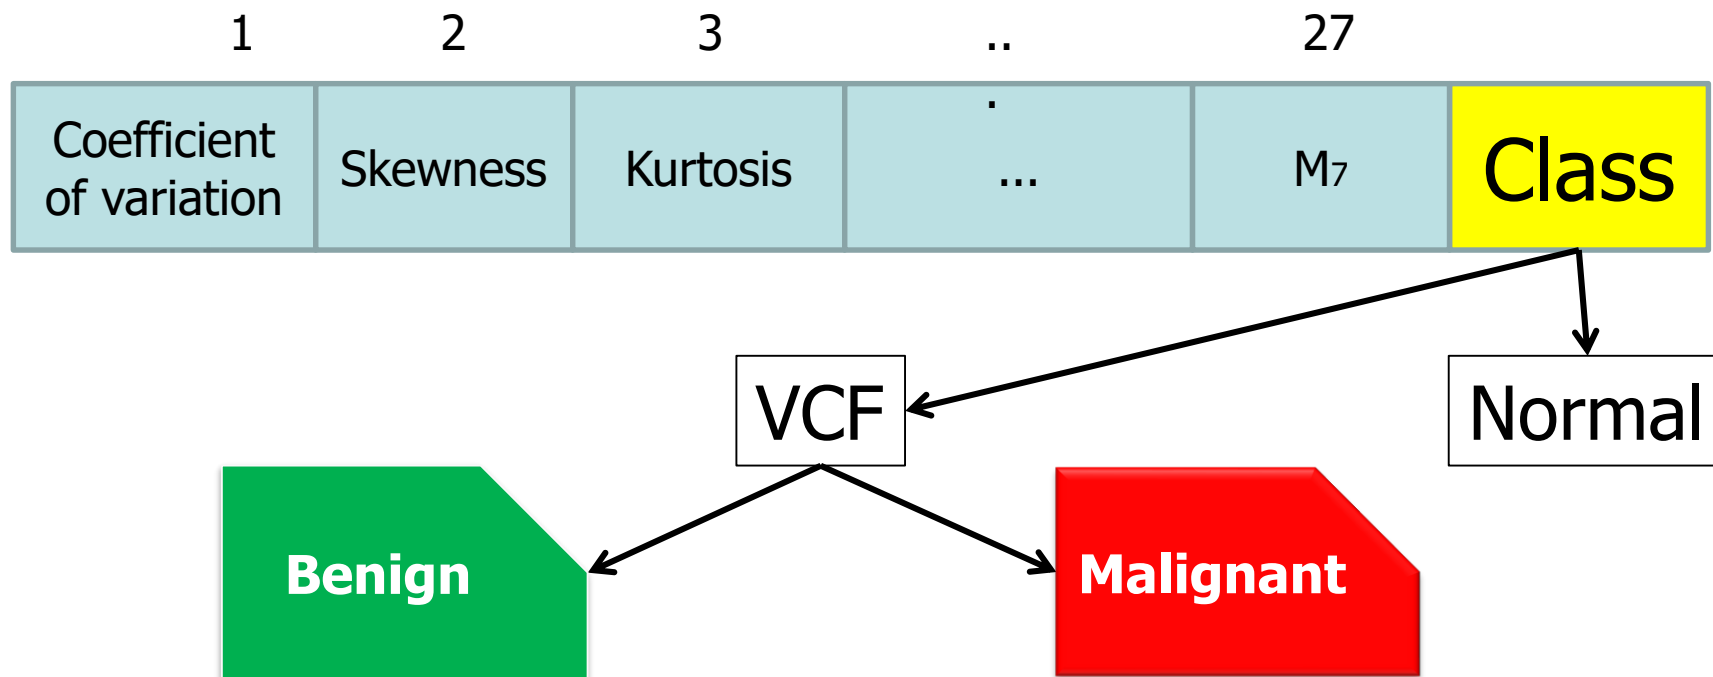 1 2 3 ... 27
Coefficient of variation Skewness Kurtosis ... M7 Class
VCF Normal
Benign Malignant